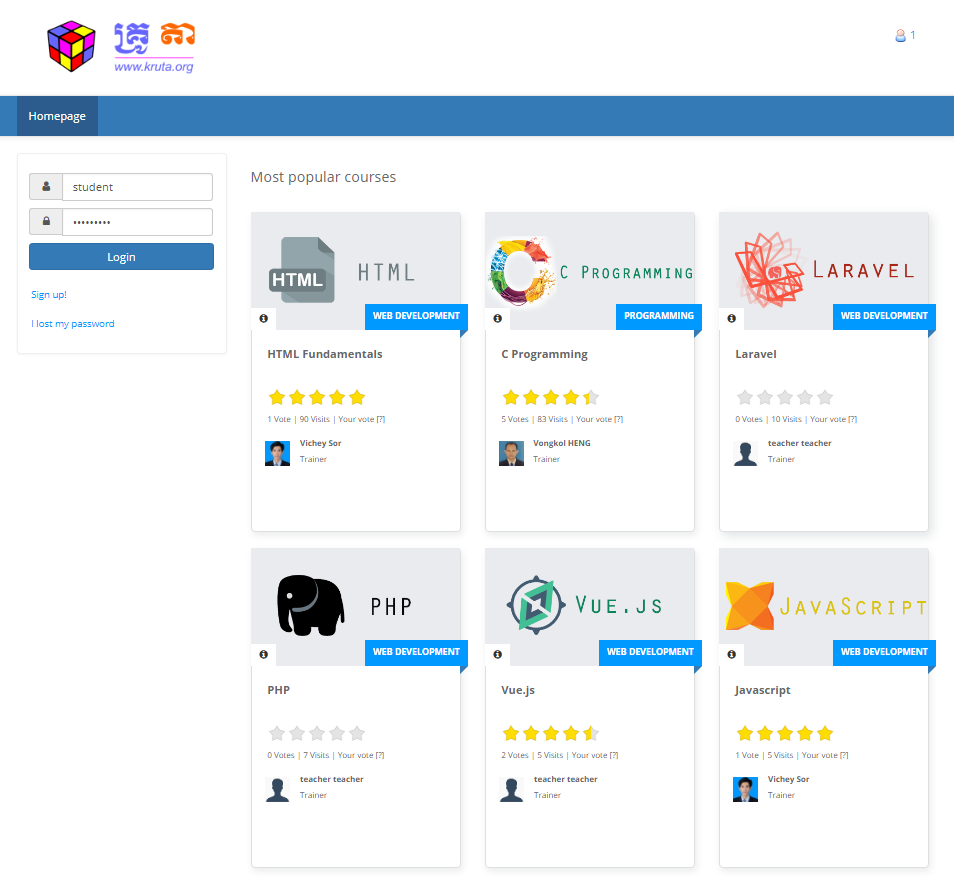 គ្រូ តា
www.kruta.org
1
Homepage
student
•••••••••
Login
Sign up!
I lost my password
Most popular courses
HTML
HTML
WEB DEVELOPMENT
HTML Fundamentals
1 Vote | 90 Visits | Your vote [?]
Vichey Sor
Trainer
C PROGRAMMING
PROGRAMMING
C Programming
5 Votes | 83 Visits | Your vote [?]
Vongkol HENG
Trainer
LARAVEL
WEB DEVELOPMENT
Laravel
0 Votes | 10 Visits | Your vote [?]
teacher teacher
Trainer
PHP
WEB DEVELOPMENT
PHP
0 Votes | 7 Visits | Your vote [?]
teacher teacher
Trainer
VUE.JS
WEB DEVELOPMENT
Vue.js
2 Votes | 5 Visits | Your vote [?]
teacher teacher
Trainer
JAVASCRIPT
WEB DEVELOPMENT
Javascript
1 Vote | 5 Visits | Your vote [?]
Vichey Sor
Trainer